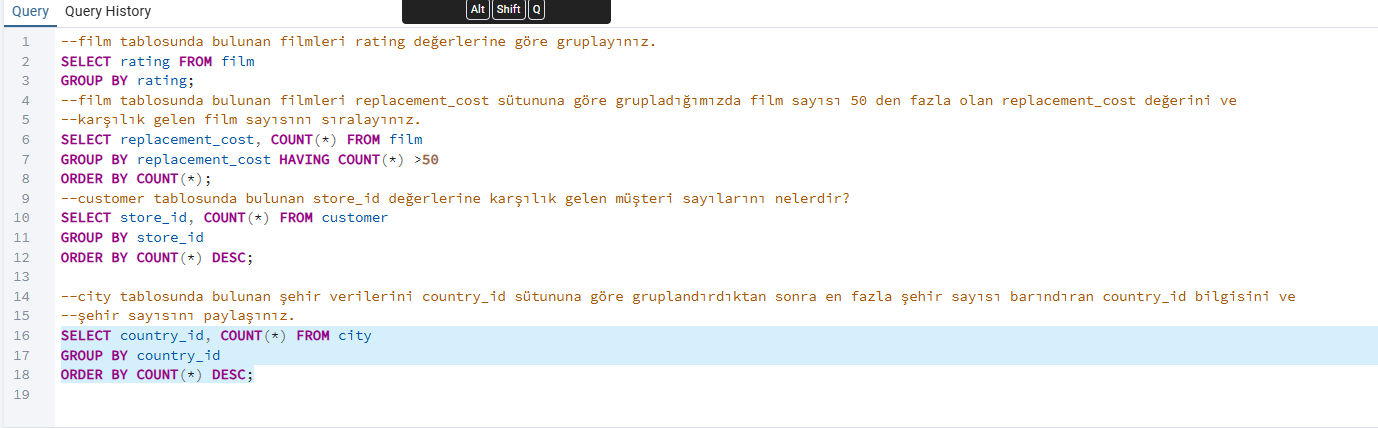 Query Query History
Alt Shift Q
1 --film tablosunda bulunan filmleri rating değerlerine göre gruplayınız.
2 SELECT rating FROM film
3 GROUP BY rating;
4 --film tablosunda bulunan filmleri replacement_cost sütununa göre grupladığımızda film sayısı 50 den fazla olan replacement_cost değerini ve
5 --karşılık gelen film sayısını sıralayınız.
6 SELECT replacement_cost, COUNT(*) FROM film
7 GROUP BY replacement_cost HAVING COUNT(*) >50
8 ORDER BY COUNT(*);
9 --customer tablosunda bulunan store_id değerlerine karşılık gelen müşteri sayılarını nelerdir?
10 SELECT store_id, COUNT(*) FROM customer
11 GROUP BY store_id
12 ORDER BY COUNT(*) DESC;
13
14 --city tablosunda bulunan şehir verilerini country_id sütununa göre gruplandırdıktan sonra en fazla şehir sayısı barındıran country_id bilgisini ve
15 --şehir sayısını paylaşınız.
16 SELECT country_id, COUNT(*) FROM city
17 GROUP BY country_id
18 ORDER BY COUNT(*) DESC;
19